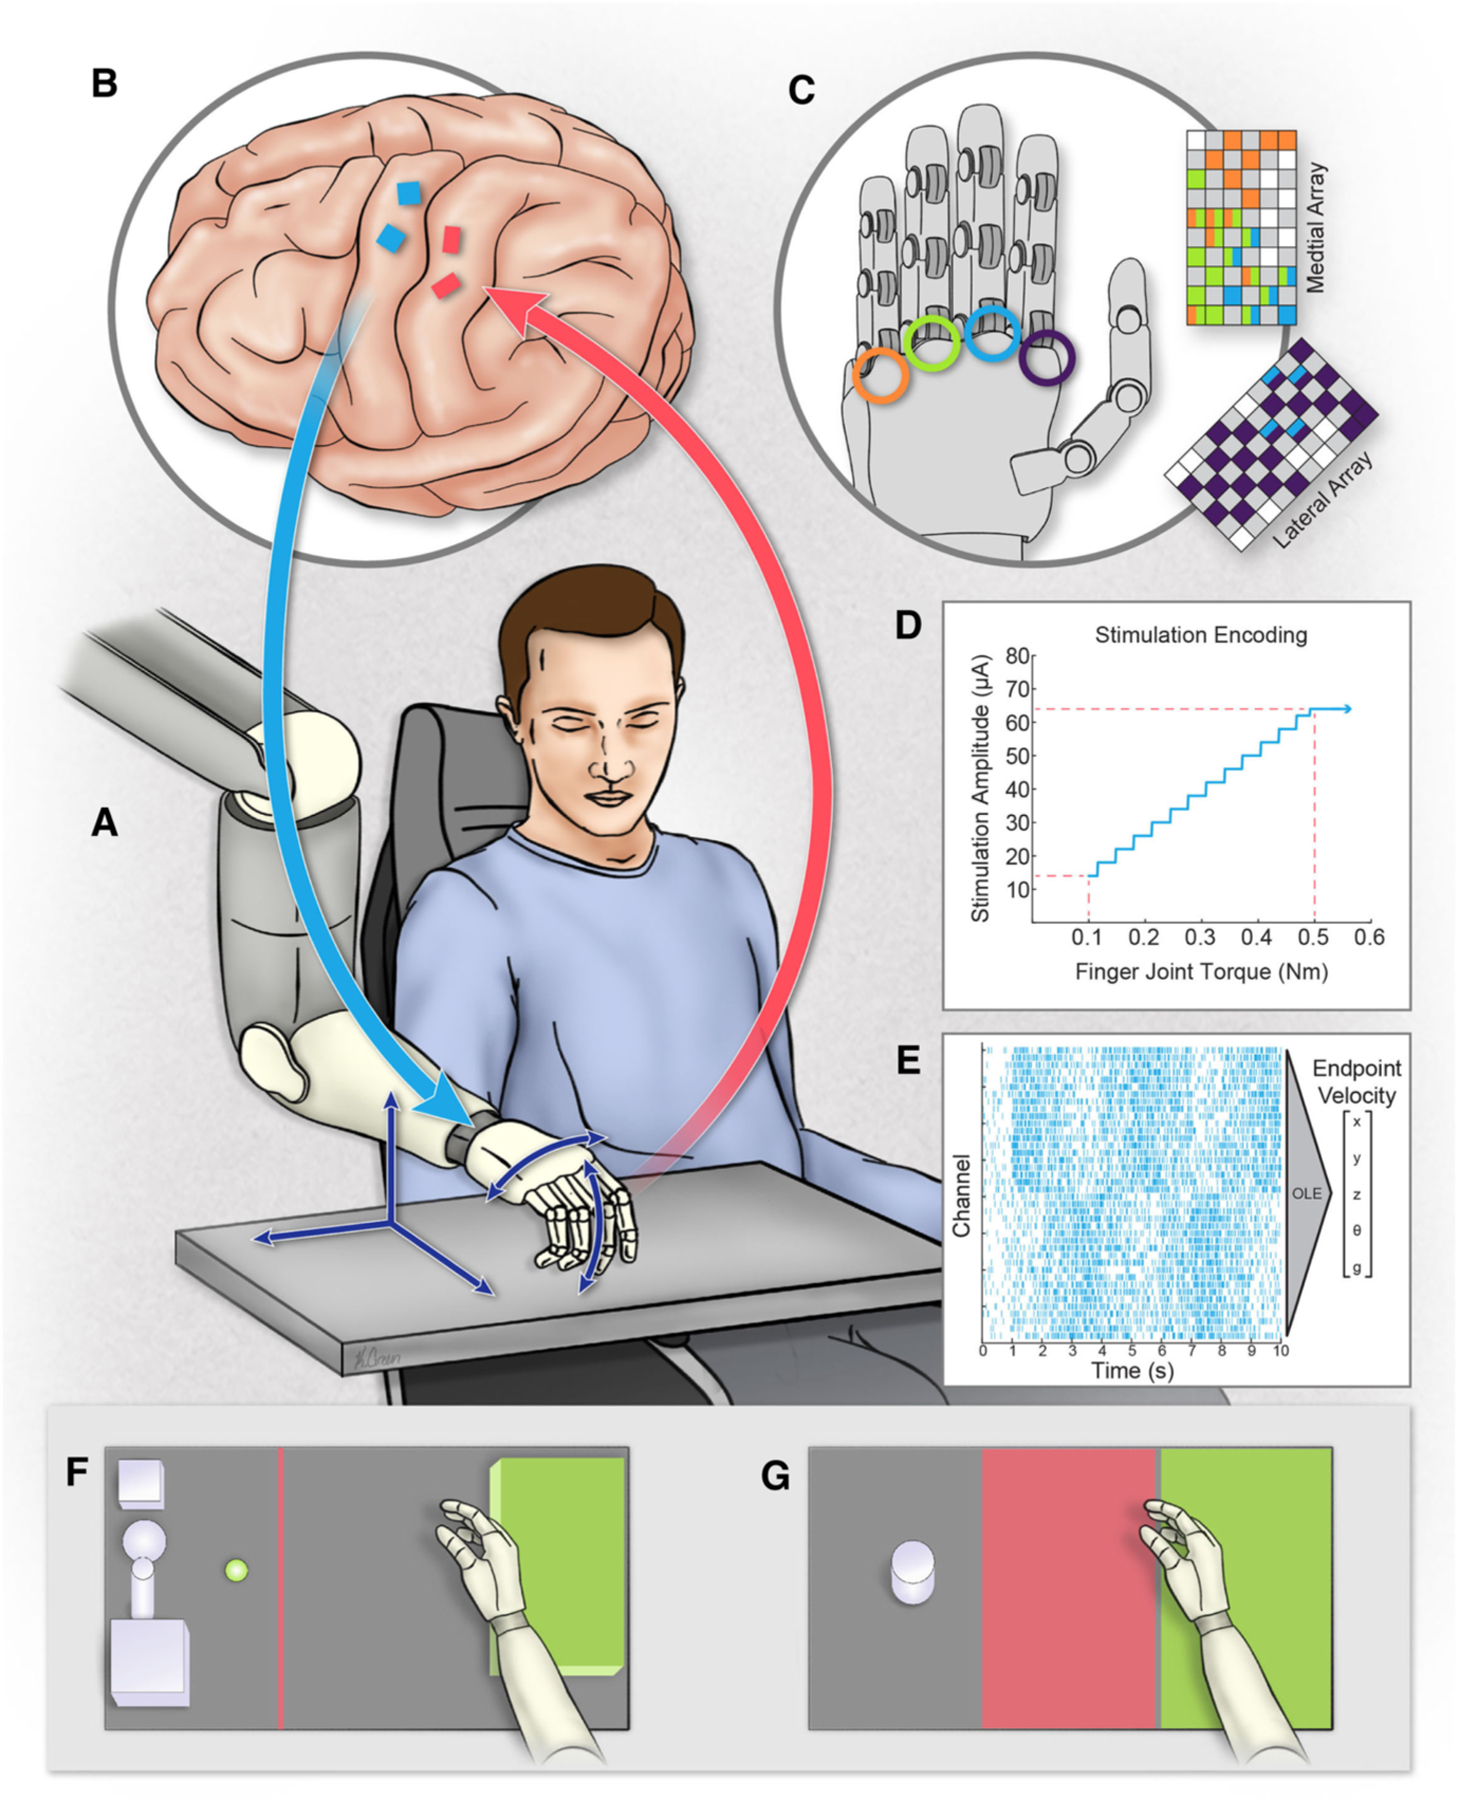 B
C
Medtial Array
Lateral Array
A
D
Stimulation Encoding
Stimulation Amplitude (µA)
80
70
60
50
40
30
20
10
0.1 0.2 0.3 0.4 0.5 0.6
Finger Joint Torque (Nm)
E
Endpoint
Velocity
x
y
z
θ
g
OLE
Channel
0 1 2 3 4 5 6 7 8 9 10
Time (s)
K.Green
F
G